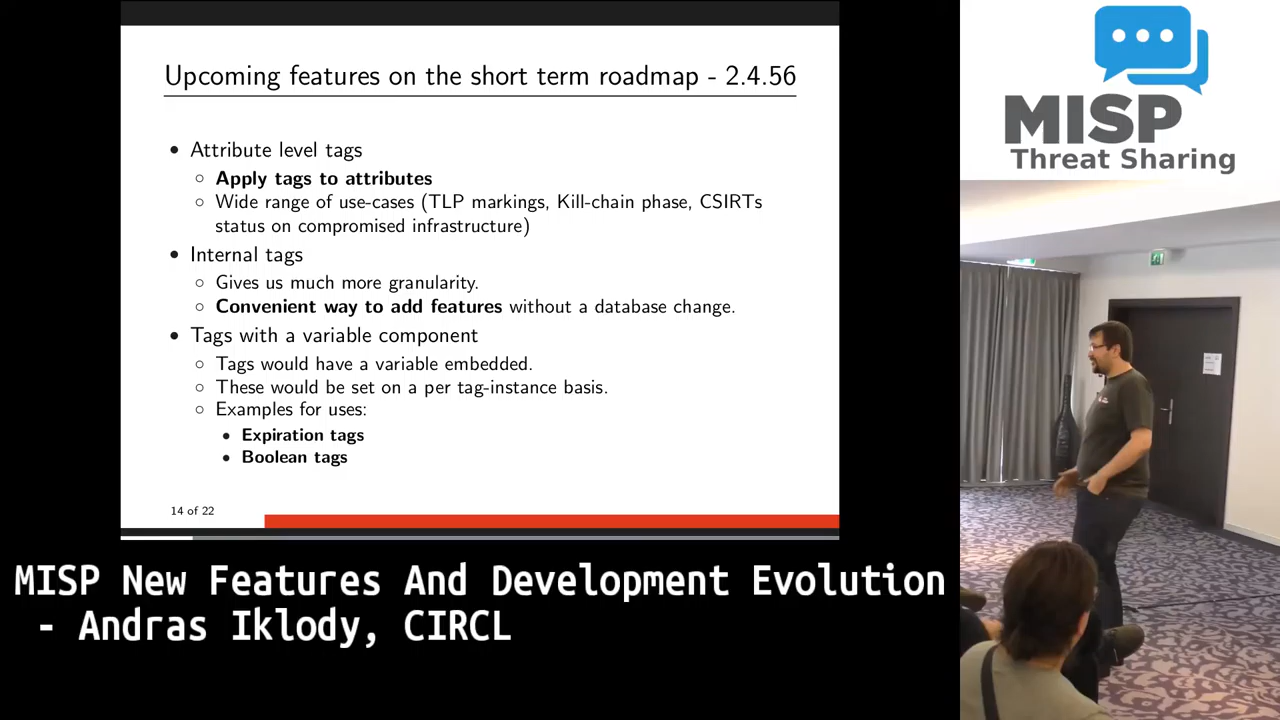 Upcoming features on the short term roadmap - 2.4.56
• Attribute level tags
◦ Apply tags to attributes
◦ Wide range of use-cases (TLP markings, Kill-chain phase, CSIRTs
status on compromised infrastructure)
• Internal tags
◦ Gives us much more granularity.
◦ Convenient way to add features without a database change.
• Tags with a variable component
◦ Tags would have a variable embedded.
◦ These would be set on a per tag-instance basis.
◦ Examples for uses:
• Expiration tags
• Boolean tags
14 of 22
MISP New Features And Development Evolution
- Andras Iklody, CIRCL
MISP
Threat Sharing